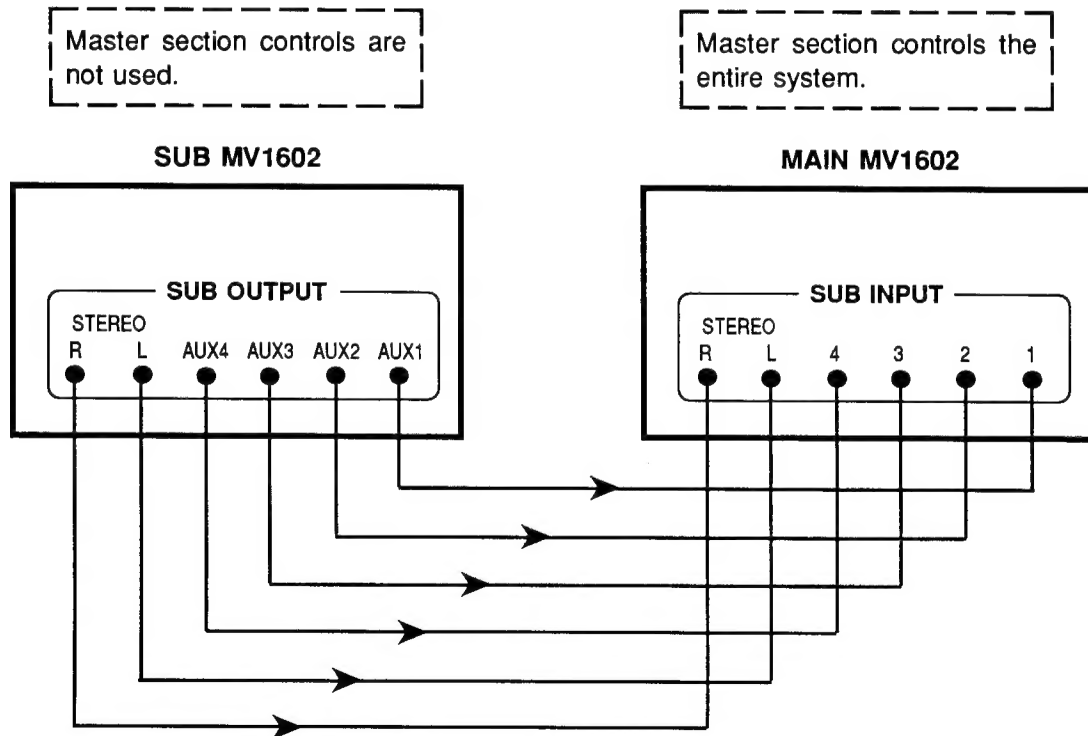 Master section controls are
not used.
Master section controls the
entire system.
SUB MV1602
MAIN MV1602
SUB OUTPUT
STEREO
R L AUX4 AUX3 AUX2 AUX1
SUB INPUT
STEREO
R L 4 3 2 1